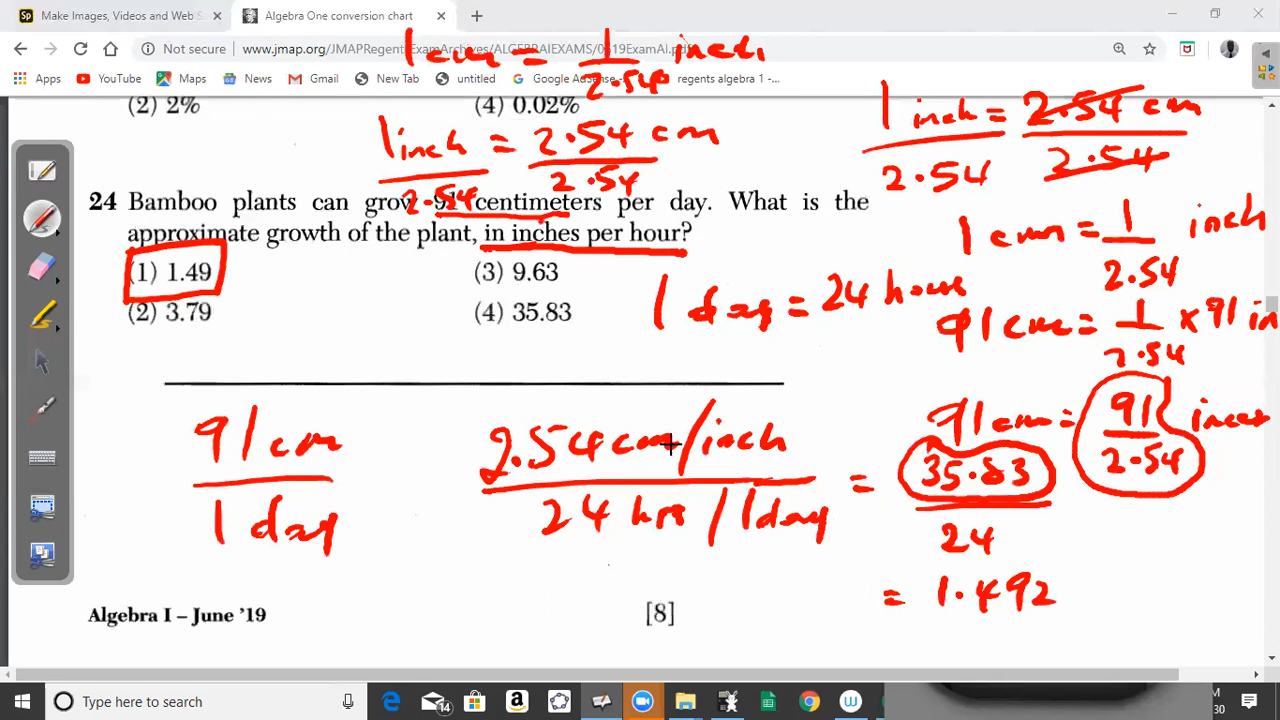 Make Images, Videos and Web S
Algebra One conversion chart
Not secure
www.jmap.org/JMAPRegentsExamArchives/ALGEBRAIEXAMS/0619ExamAI.pdf
Apps
YouTube
Maps
News
Gmail
New Tab
untitled
Google AdSense
regents algebra 1 -...
1 cm = 1/2.54 inch
(2) 2%
(4) 0.02%
1 inch = 2.54 cm
2.54 2.54
1 inch = 2.54 cm
2.54 2.54
24 Bamboo plants can grow 91 centimeters per day. What is the
approximate growth of the plant, in inches per hour?
(1) 1.49
(3) 9.63
(2) 3.79
(4) 35.83
1 day = 24 hours
1 cm = 1/2.54 inch
91 cm = 1/2.54 x 91 in
91 cm = 91/2.54
91 cm
1 day
2.54 cm/inch
24 hrs/1day
= 35.83
24
= 1.492
Algebra I – June ’19
[8]
Type here to search
14
M
30